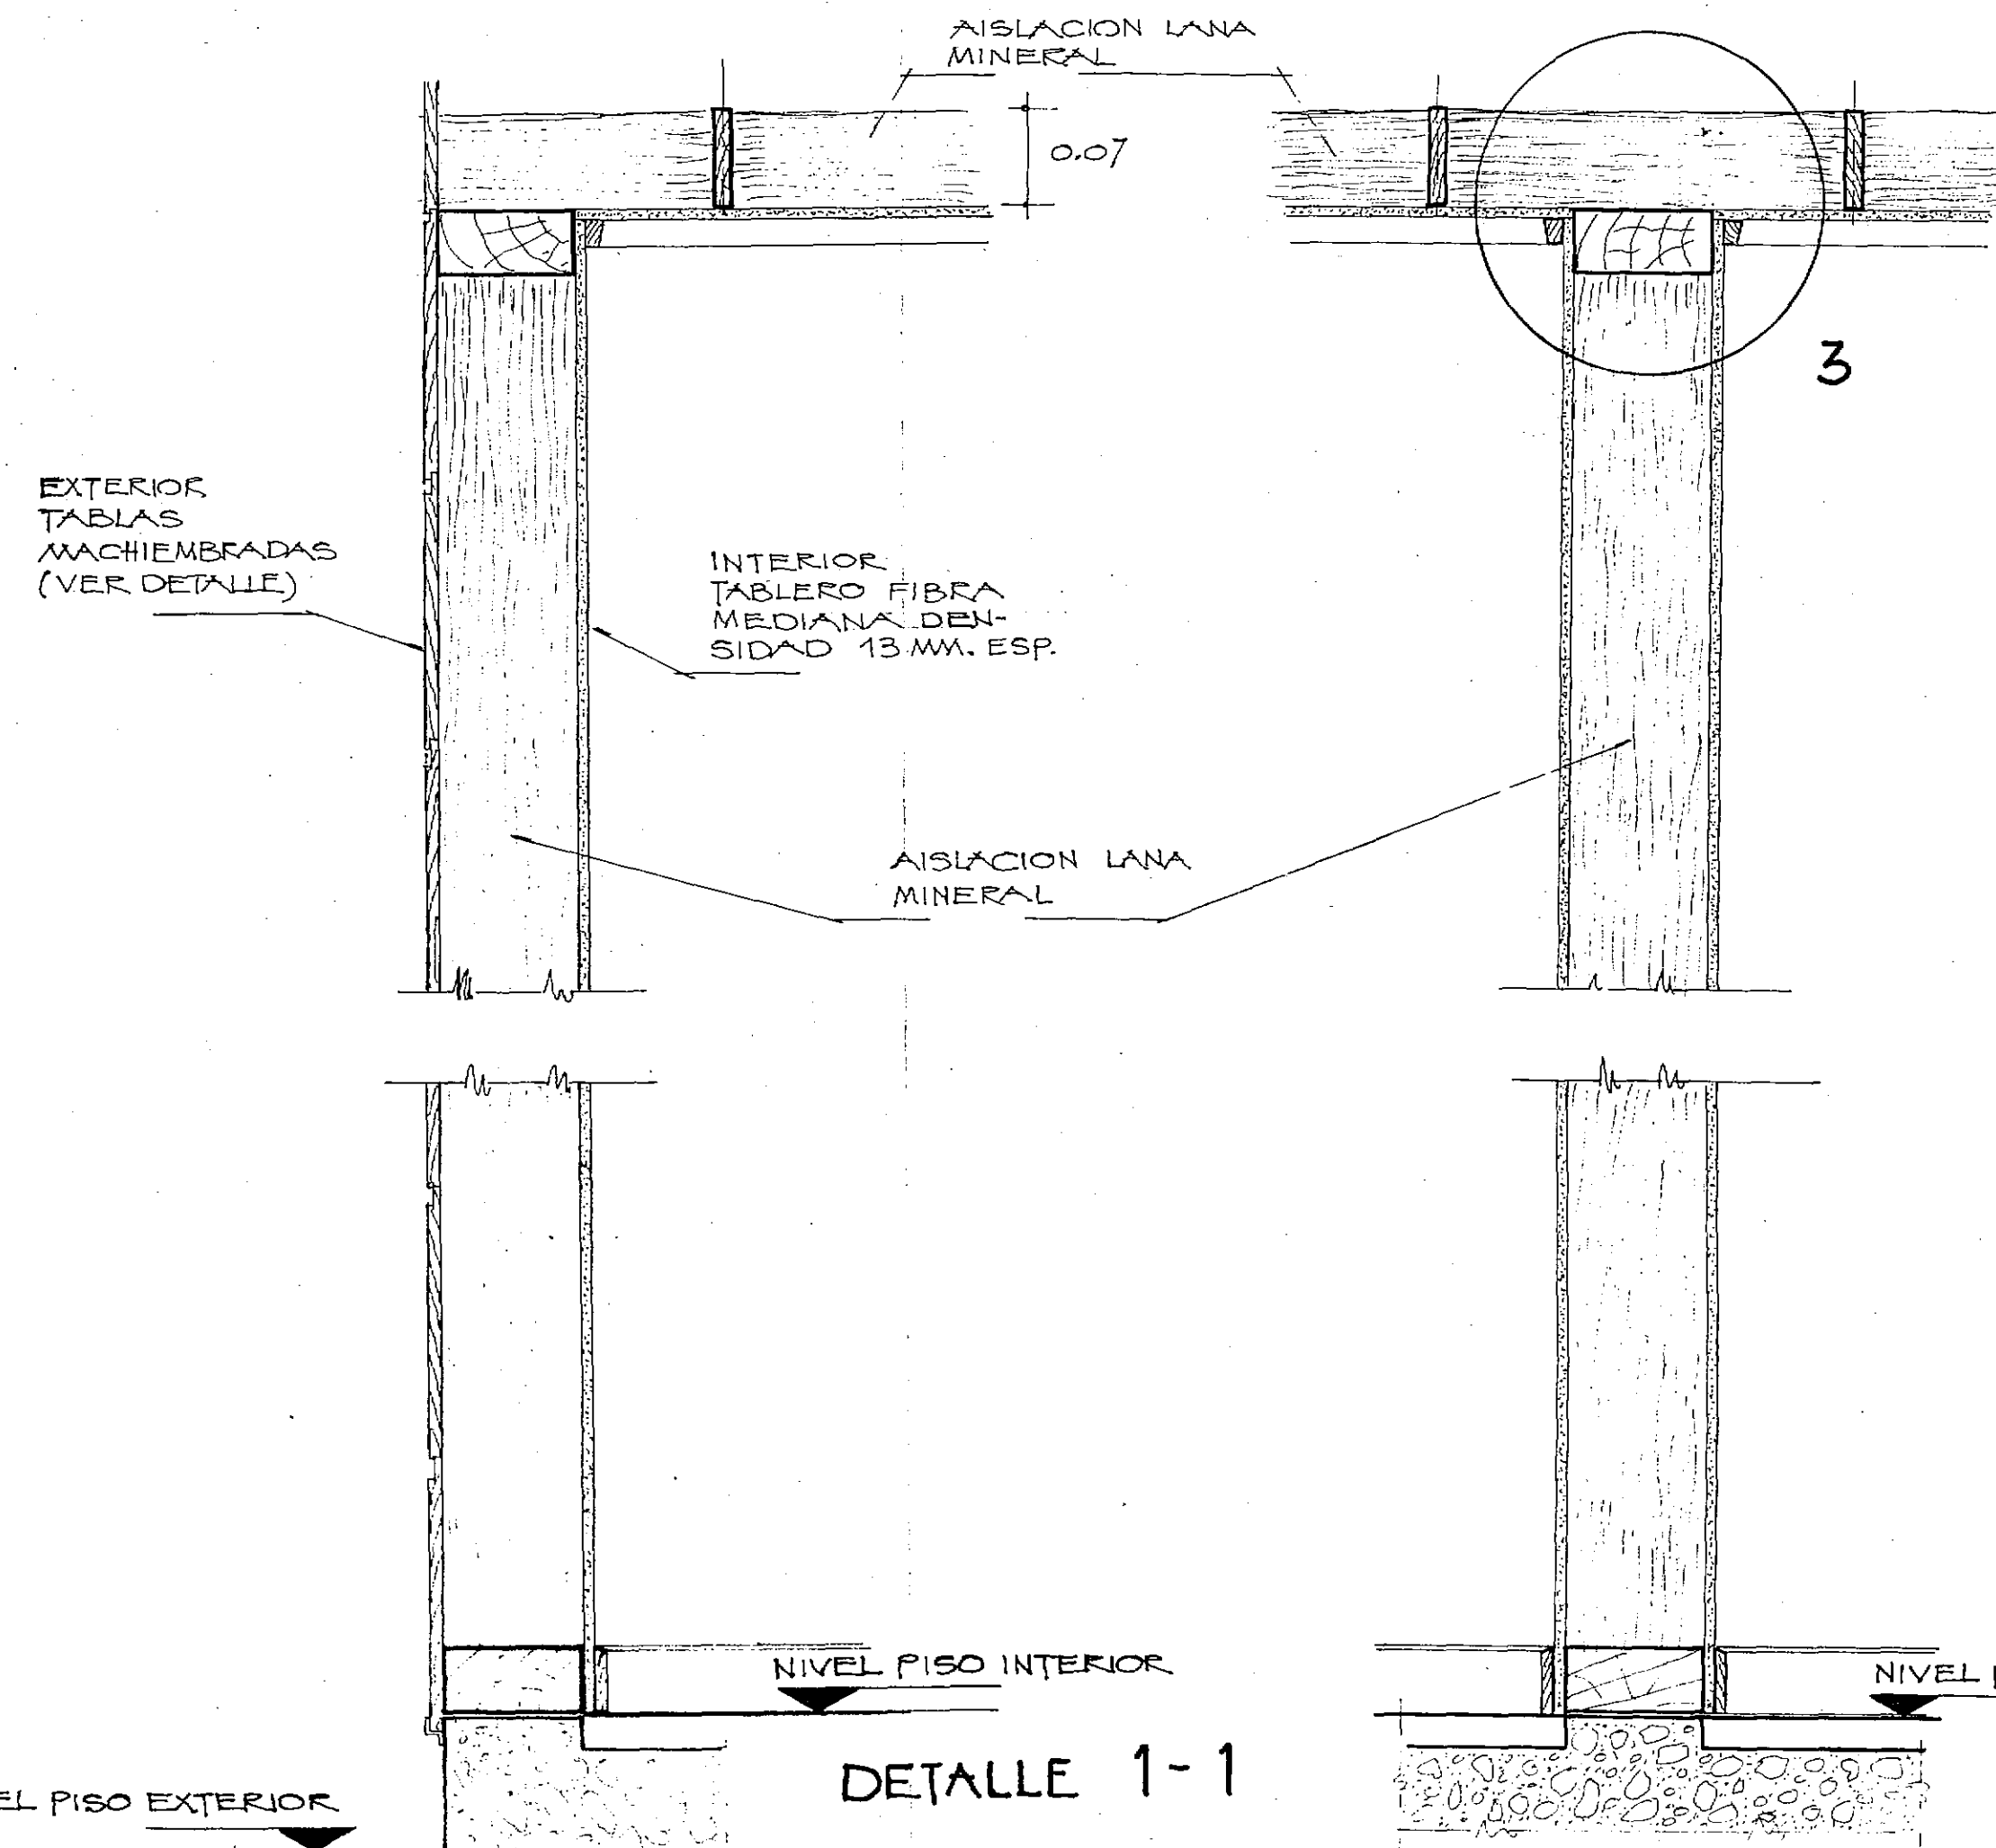 AISLACION LANA
MINERAL
0.07
3
EXTERIOR
TABLAS
MACHIEMBRADAS
(VER DETALLE)
INTERIOR
TABLERO FIBRA
MEDIANA DEN-
SIDAD 13 MM. ESP.
AISLACION LANA
MINERAL
NIVEL PISO INTERIOR
NIVEL
DETALLE 1-1
EL PISO EXTERIOR